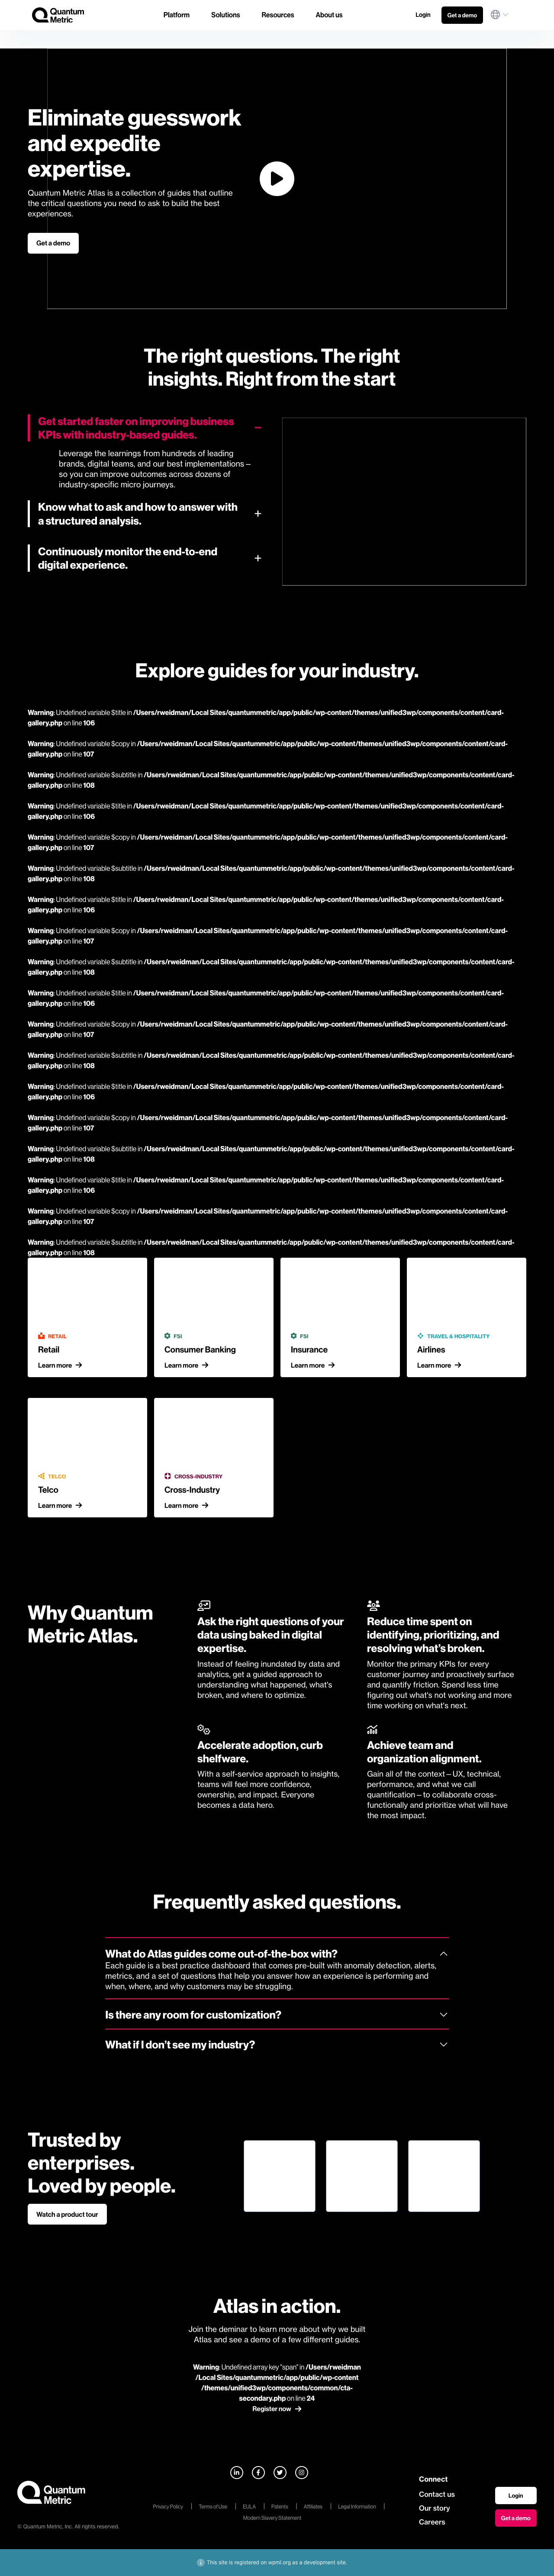 Quantum
Metric
Platform
Solutions
Resources
About us
Login
Get a demo
Eliminate guesswork
and expedite
expertise.
Quantum Metric Atlas is a collection of guides that outline
the critical questions you need to ask to build the best
experiences.
Get a demo
The right questions. The right
insights. Right from the start
Get started faster on improving business
KPIs with industry-based guides.
Leverage the learnings from hundreds of leading
brands, digital teams, and our best implementations –
so you can improve outcomes across dozens of
industry-specific micro journeys.
Know what to ask and how to answer with
a structured analysis.
Continuously monitor the end-to-end
digital experience.
Explore guides for your industry.
Warning: Undefined variable $title in /Users/rweidman/Local Sites/quantummetric/app/public/wp-content/themes/unified3wp/components/content/card-
gallery.php on line 106
Warning: Undefined variable $copy in /Users/rweidman/Local Sites/quantummetric/app/public/wp-content/themes/unified3wp/components/content/card-
gallery.php on line 107
Warning: Undefined variable $subtitle in /Users/rweidman/Local Sites/quantummetric/app/public/wp-content/themes/unified3wp/components/content/card-
gallery.php on line 108
Warning: Undefined variable $title in /Users/rweidman/Local Sites/quantummetric/app/public/wp-content/themes/unified3wp/components/content/card-
gallery.php on line 106
Warning: Undefined variable $copy in /Users/rweidman/Local Sites/quantummetric/app/public/wp-content/themes/unified3wp/components/content/card-
gallery.php on line 107
Warning: Undefined variable $subtitle in /Users/rweidman/Local Sites/quantummetric/app/public/wp-content/themes/unified3wp/components/content/card-
gallery.php on line 108
Warning: Undefined variable $title in /Users/rweidman/Local Sites/quantummetric/app/public/wp-content/themes/unified3wp/components/content/card-
gallery.php on line 106
Warning: Undefined variable $copy in /Users/rweidman/Local Sites/quantummetric/app/public/wp-content/themes/unified3wp/components/content/card-
gallery.php on line 107
Warning: Undefined variable $subtitle in /Users/rweidman/Local Sites/quantummetric/app/public/wp-content/themes/unified3wp/components/content/card-
gallery.php on line 108
Warning: Undefined variable $title in /Users/rweidman/Local Sites/quantummetric/app/public/wp-content/themes/unified3wp/components/content/card-
gallery.php on line 106
Warning: Undefined variable $copy in /Users/rweidman/Local Sites/quantummetric/app/public/wp-content/themes/unified3wp/components/content/card-
gallery.php on line 107
Warning: Undefined variable $subtitle in /Users/rweidman/Local Sites/quantummetric/app/public/wp-content/themes/unified3wp/components/content/card-
gallery.php on line 108
Warning: Undefined variable $title in /Users/rweidman/Local Sites/quantummetric/app/public/wp-content/themes/unified3wp/components/content/card-
gallery.php on line 106
Warning: Undefined variable $copy in /Users/rweidman/Local Sites/quantummetric/app/public/wp-content/themes/unified3wp/components/content/card-
gallery.php on line 107
Warning: Undefined variable $subtitle in /Users/rweidman/Local Sites/quantummetric/app/public/wp-content/themes/unified3wp/components/content/card-
gallery.php on line 108
Warning: Undefined variable $title in /Users/rweidman/Local Sites/quantummetric/app/public/wp-content/themes/unified3wp/components/content/card-
gallery.php on line 106
Warning: Undefined variable $copy in /Users/rweidman/Local Sites/quantummetric/app/public/wp-content/themes/unified3wp/components/content/card-
gallery.php on line 107
Warning: Undefined variable $subtitle in /Users/rweidman/Local Sites/quantummetric/app/public/wp-content/themes/unified3wp/components/content/card-
gallery.php on line 108
RETAIL
Retail
Learn more
FSI
Consumer Banking
Learn more
FSI
Insurance
Learn more
TRAVEL & HOSPITALITY
Airlines
Learn more
TELCO
Telco
Learn more
CROSS-INDUSTRY
Cross-Industry
Learn more
Why Quantum
Metric Atlas.
Ask the right questions of your
data using baked in digital
expertise.
Instead of feeling inundated by data and
analytics, get a guided approach to
understanding what happened, what's
broken, and where to optimize.
Reduce time spent on
identifying, prioritizing, and
resolving what's broken.
Monitor the primary KPIs for every
customer journey and proactively surface
and quantify friction. Spend less time
figuring out what's not working and more
time working on what's next.
Accelerate adoption, curb
shelfware.
With a self-service approach to insights,
teams will feel more confidence,
ownership, and impact. Everyone
becomes a data hero.
Achieve team and
organization alignment.
Gain all of the context – UX, technical,
performance, and what we call
quantification – to collaborate cross-
functionally and prioritize what will have
the most impact.
Frequently asked questions.
What do Atlas guides come out-of-the-box with?
Each guide is a best practice dashboard that comes pre-built with anomaly detection, alerts,
metrics, and a set of questions that help you answer how an experience is performing and
when, where, and why customers may be struggling.
Is there any room for customization?
What if I don't see my industry?
Trusted by
enterprises.
Loved by people.
Watch a product tour
Atlas in action.
Join the deminar to learn more about why we built
Atlas and see a demo of a few different guides.
Warning: Undefined array key "span" in /Users/rweidman
/Local Sites/quantummetric/app/public/wp-content
/themes/unified3wp/components/common/cta-
secondary.php on line 24
Register now
Quantum
Metric
© Quantum Metric, Inc. All rights reserved.
Privacy Policy
Terms of Use
EULA
Patents
Affiliates
Legal Information
Modern Slavery Statement
Connect
Contact us
Our story
Careers
Login
Get a demo
This site is registered on wpml.org as a development site.